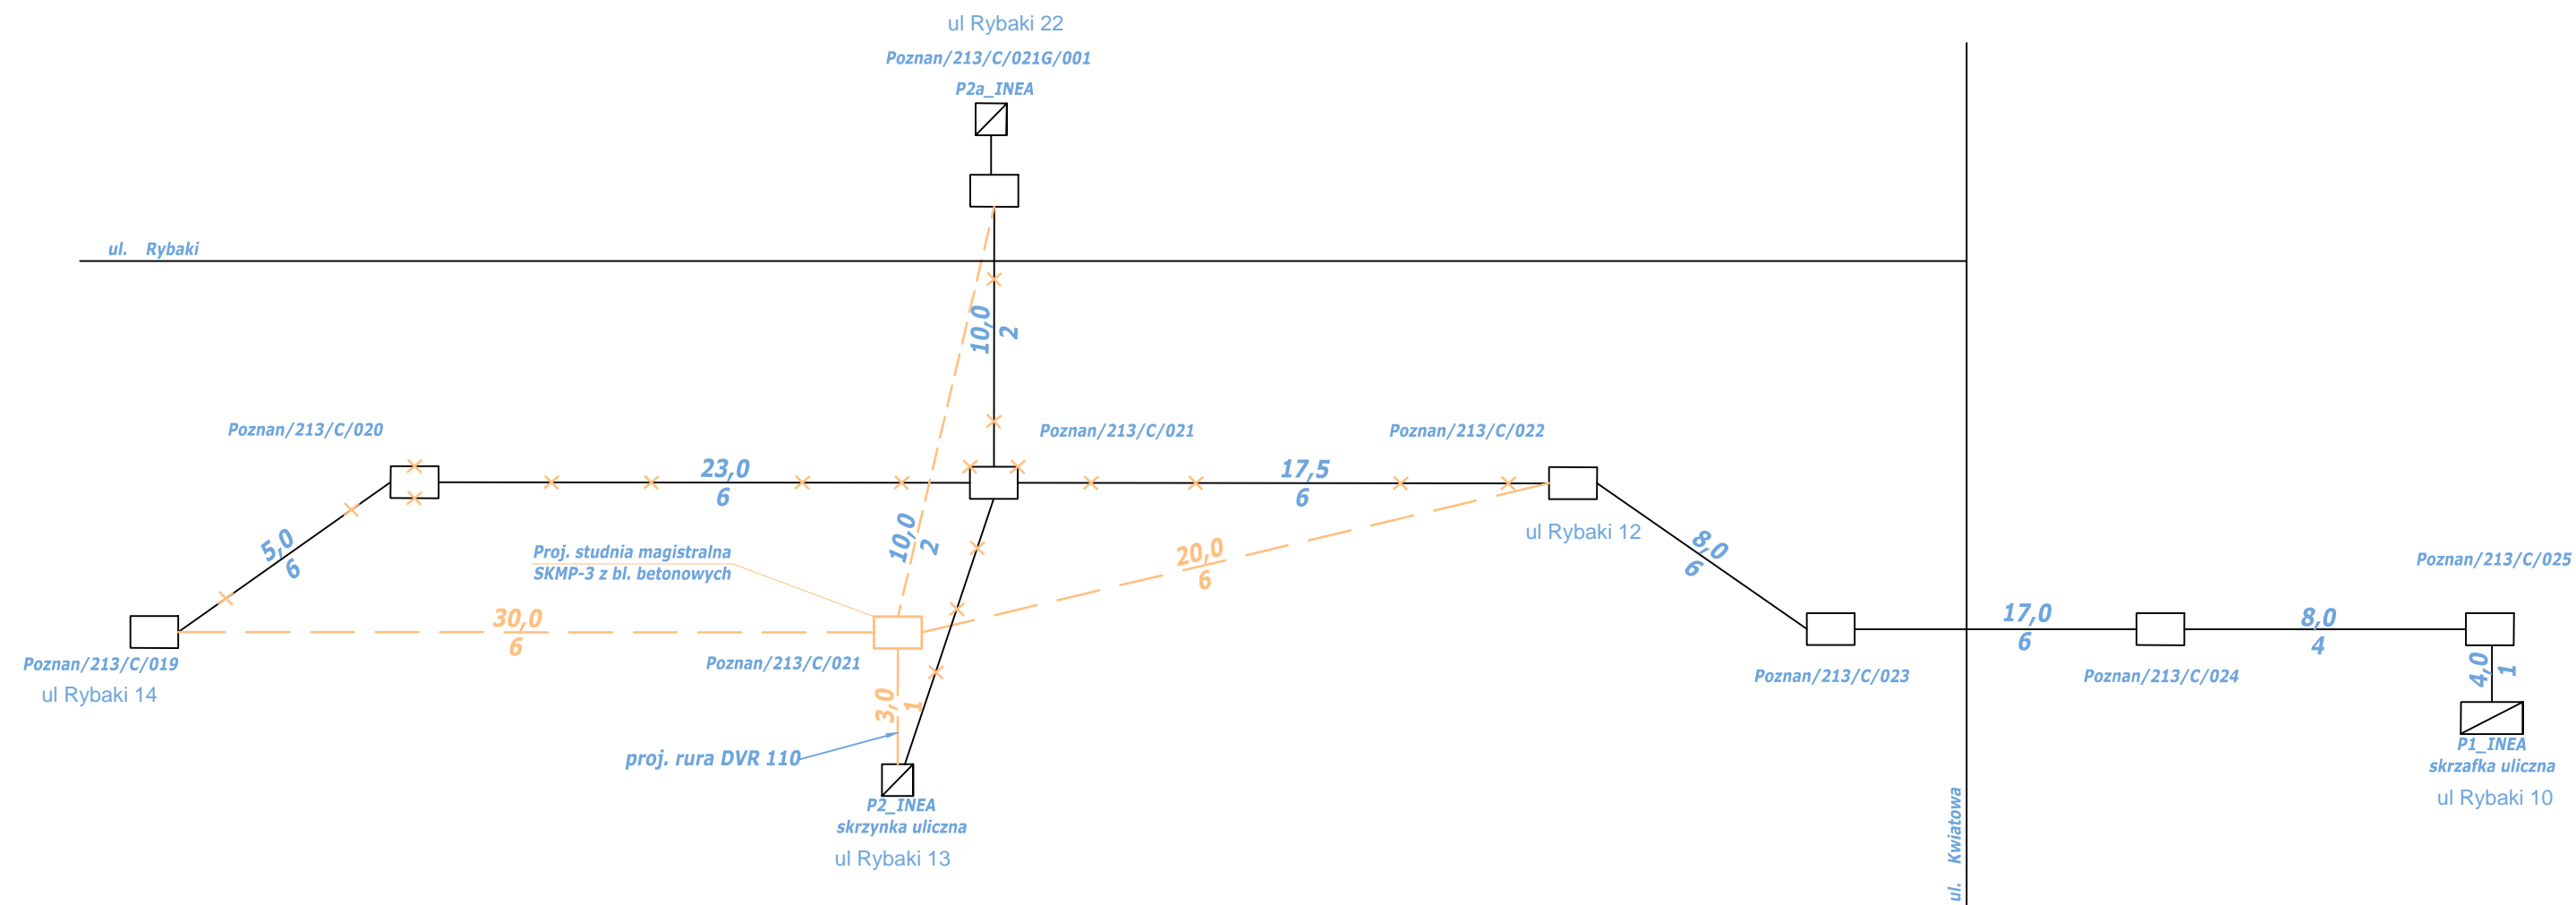 ul Rybaki 22
Poznan/213/C/021G/001
P2a_INEA
ul. Rybaki
10,0
2
Poznan/213/C/020
Poznan/213/C/021
Poznan/213/C/022
23,0
6
17,5
6
5,0
6
10,0
2
Proj. studnia magistralna
SKMP-3 z bl. betonowych
20,0
6
ul Rybaki 12
8,0
6
Poznan/213/C/025
30,0
6
17,0
6
8,0
4
Poznan/213/C/019
ul Rybaki 14
Poznan/213/C/021
Poznan/213/C/023
Poznan/213/C/024
4,0
1
3,0
1
proj. rura DVR 110
P2_INEA
skrzynka uliczna
ul Rybaki 13
P1_INEA
skrzafka uliczna
ul Rybaki 10
ul. Kwiatowa